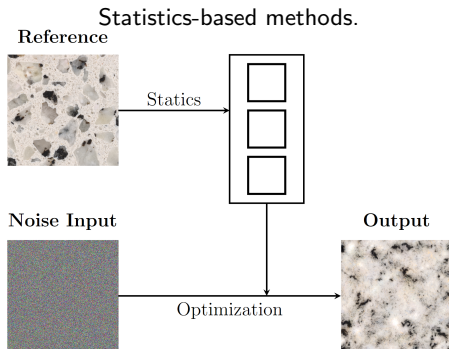 Statistics-based methods.
Reference
Statics
Noise Input
Output
Optimization